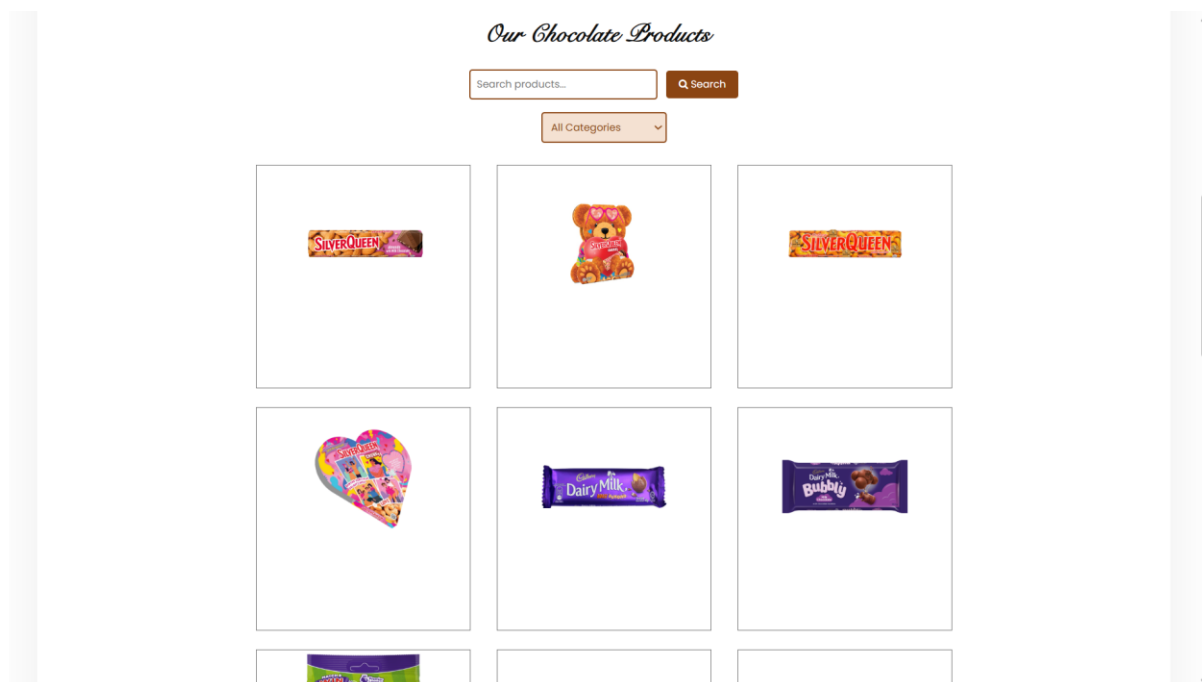 Our Chocolate Products
Search products...
Search
All Categories
SILVERQUEEN
SILVERQUEEN
SILVERQUEEN
SILVERQUEEN
Cadbury
Dairy Milk
Dairy Milk
Bubbly